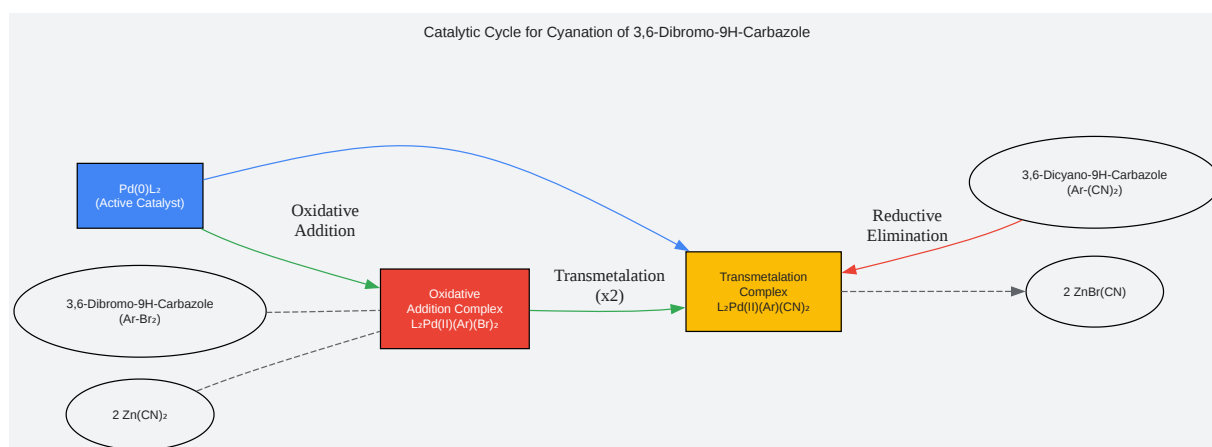 Catalytic Cycle for Cyanation of 3,6-Dibromo-9H-Carbazole
Pd(0)L₂
(Active Catalyst)
Oxidative
Addition
3,6-Dibromo-9H-Carbazole
(Ar-Br₂)
2 Zn(CN)₂
Oxidative
Addition Complex
L₂Pd(II)(Ar)(Br)₂
Transmetalation
(x2)
Transmetalation
Complex
L₂Pd(II)(Ar)(CN)₂
Reductive
Elimination
3,6-Dicyano-9H-Carbazole
(Ar-(CN)₂)
2 ZnBr(CN)